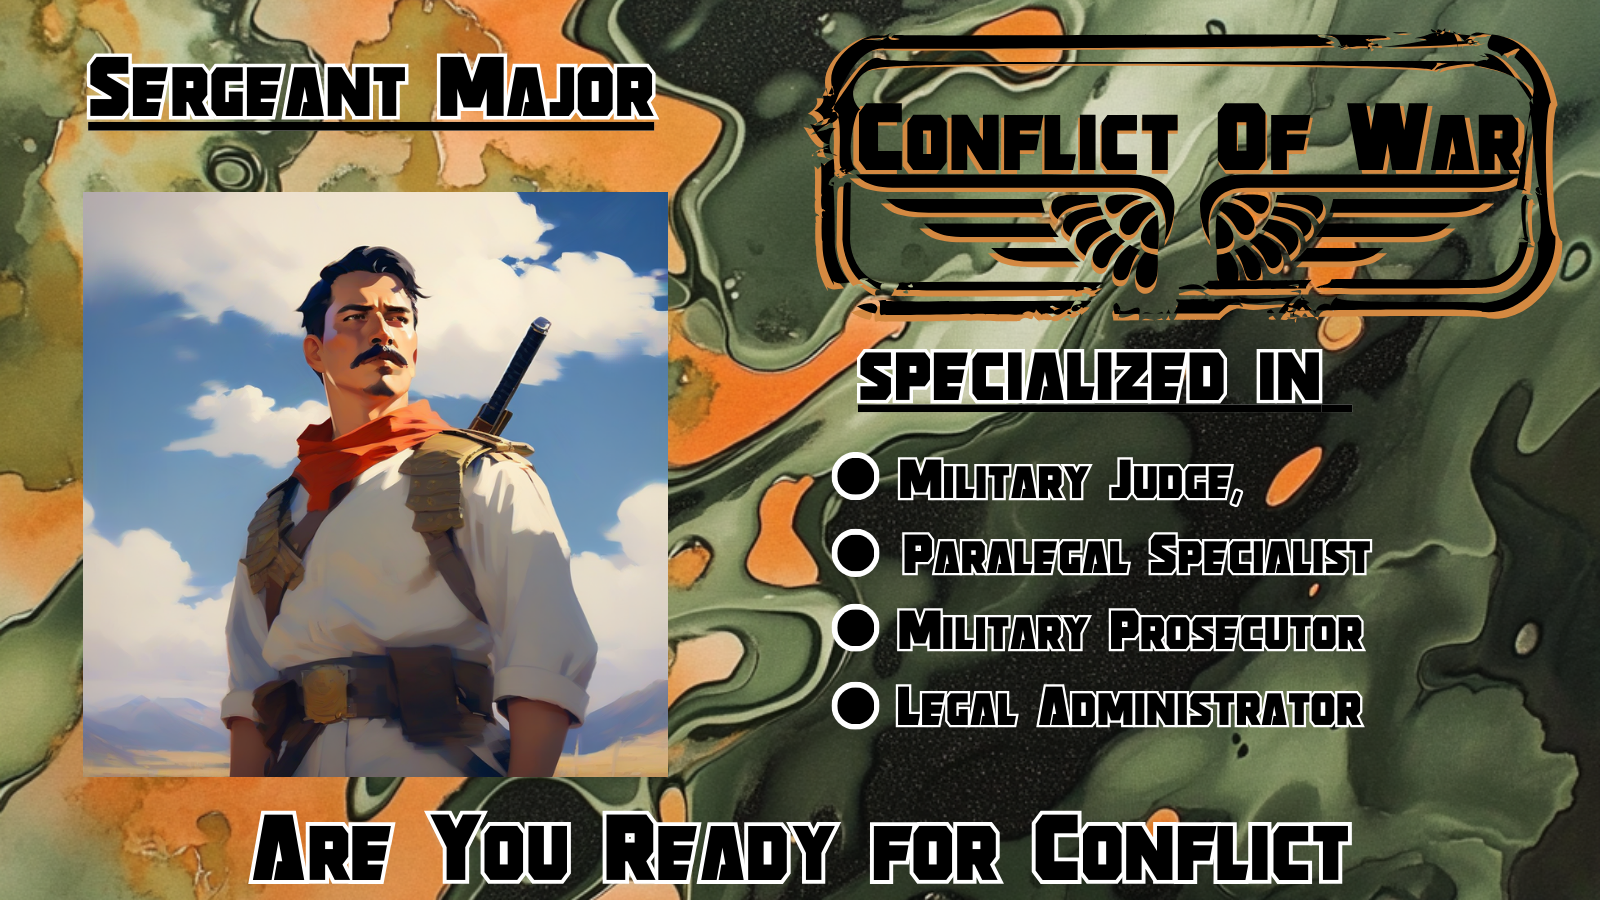 Sergeant Major
Conflict Of War
Specialized in
Military Judge,
Paralegal Specialist
Military Prosecutor
Legal Administrator
Are You Ready for Conflict